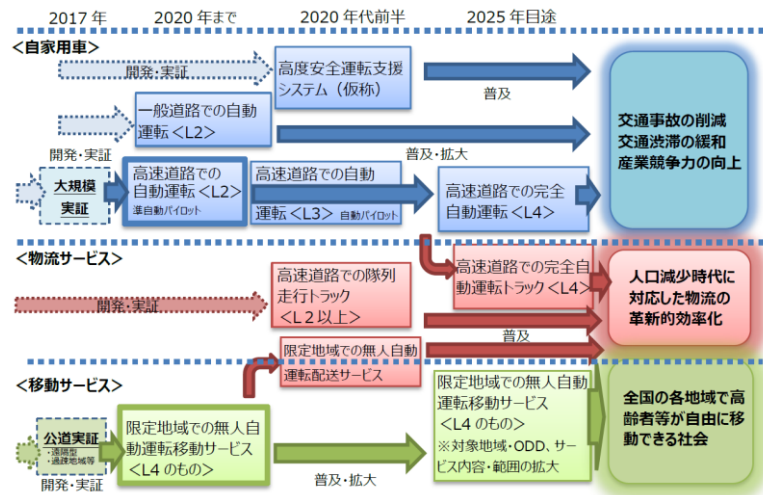 2017年
2020年まで
2020年代前半
2025年目途
<自家用車>
開発・実証
高度安全運転支援
システム（仮称）
普及
交通事故の削減
交通渋滞の緩和
産業競争力の向上
一般道路での自動
運転<L2>
開発・実証
普及・拡大
大規模
実証
高速道路での
自動運転<L2>
準自動パイロット
高速道路での自動
運転<L3> 自動パイロット
高速道路での完全
自動運転<L4>
<物流サービス>
開発・実証
高速道路での隊列
走行トラック
<L２以上>
高速道路での完全自
動運転トラック<L4>
普及
人口減少時代に
対応した物流の
革新的効率化
限定地域での無人自動
運転配送サービス
<移動サービス>
公道実証
・遠隔型
・過疎地域等
開発・実証
限定地域での無人自
動運転移動サービス
<L4のもの>
普及・拡大
限定地域での無人自動
運転移動サービス
<L4のもの>
※対象地域・ODD、サー
ビス内容・範囲の拡大
全国の各地域で高
齢者等が自由に移
動できる社会